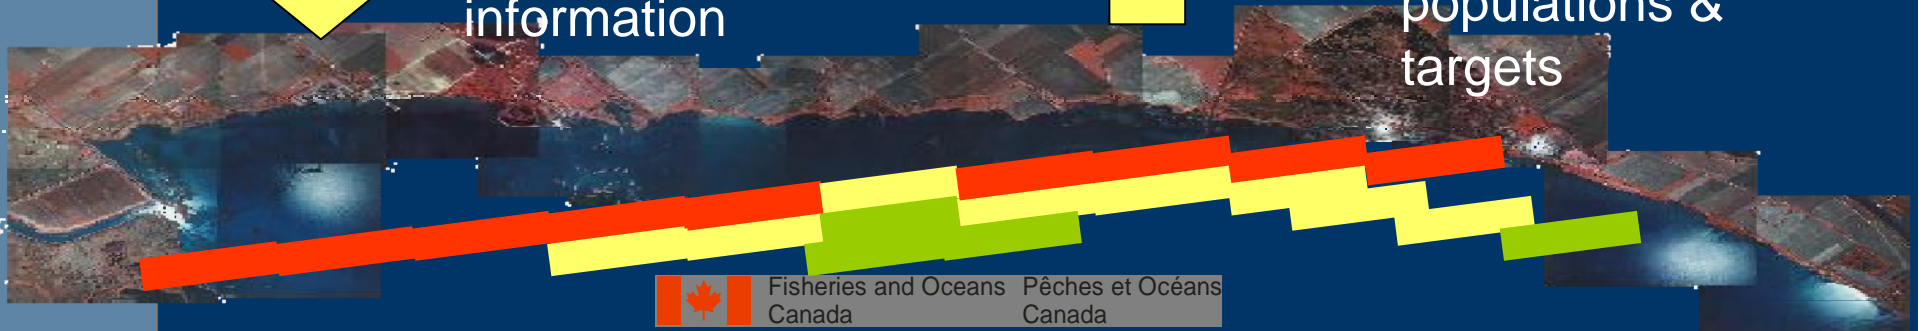 information
populations &
targets
Fisheries and Oceans
Canada
Pêches et Océans
Canada